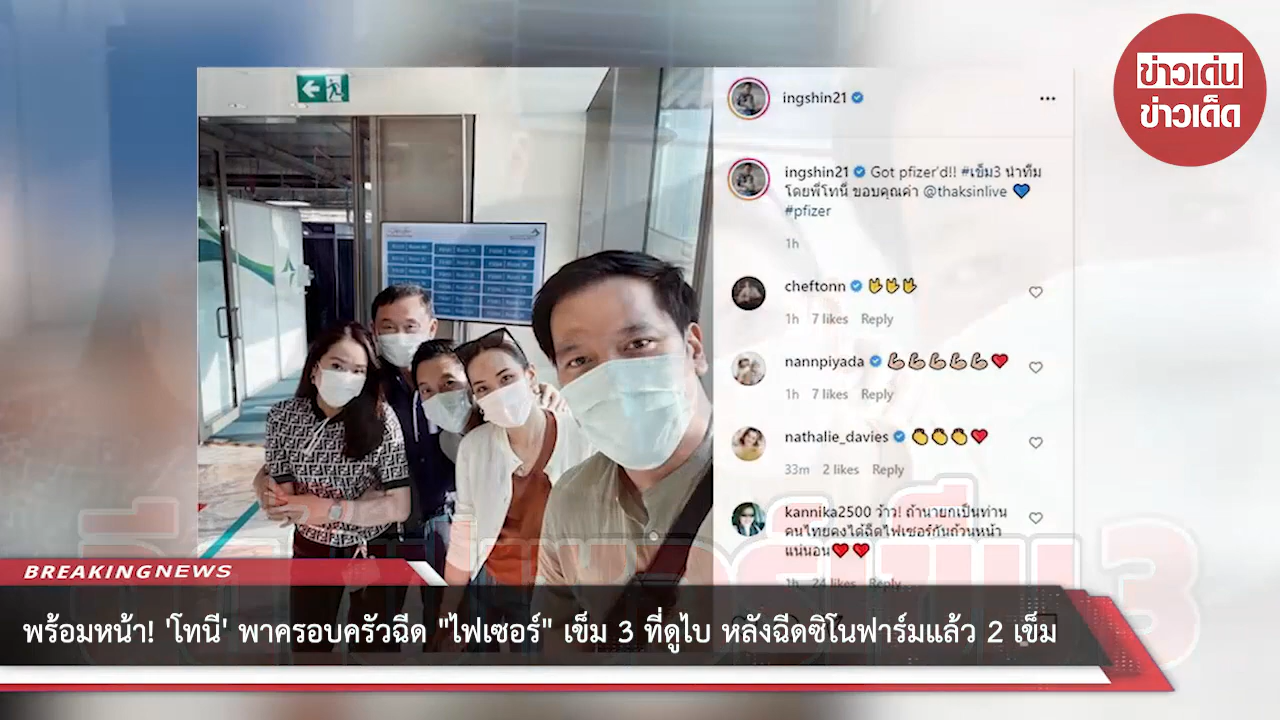 ข่าวเด่น
ข่าวเด็ด
ingshin21
ingshin21 Got pfizer'd!! #เข็ม3 นำทีม
โดยพี่โทนี่ ขอบคุณค่า @thaksinlive 💙
#pfizer
1h
cheftonn 🤟🤟🤟
1h 7 likes Reply
nannpiyada 💪🏼💪🏼💪🏼💪🏼💪🏼❤️
1h 7 likes Reply
nathalie_davies 👏👏👏❤️
33m 2 likes Reply
kannika2500 ว้าว! ถ้านายกเป็นท่าน
คนไทยคงได้ฉีดไฟเซอร์กันถ้วนหน้า
แน่นอน❤️❤️
1h 24 likes Reply
BREAKINGNEWS
พร้อมหน้า! 'โทนี' พาครอบครัวฉีด "ไฟเซอร์" เข็ม 3 ที่ดูไบ หลังฉีดซิโนฟาร์มแล้ว 2 เข็ม